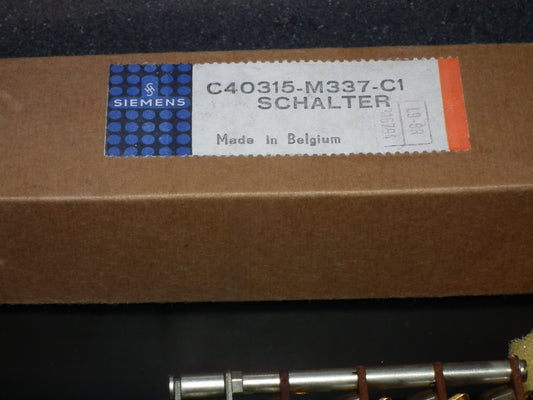 C40315-M337-C1
SCHALTER
SIEMENS
Made in Belgium